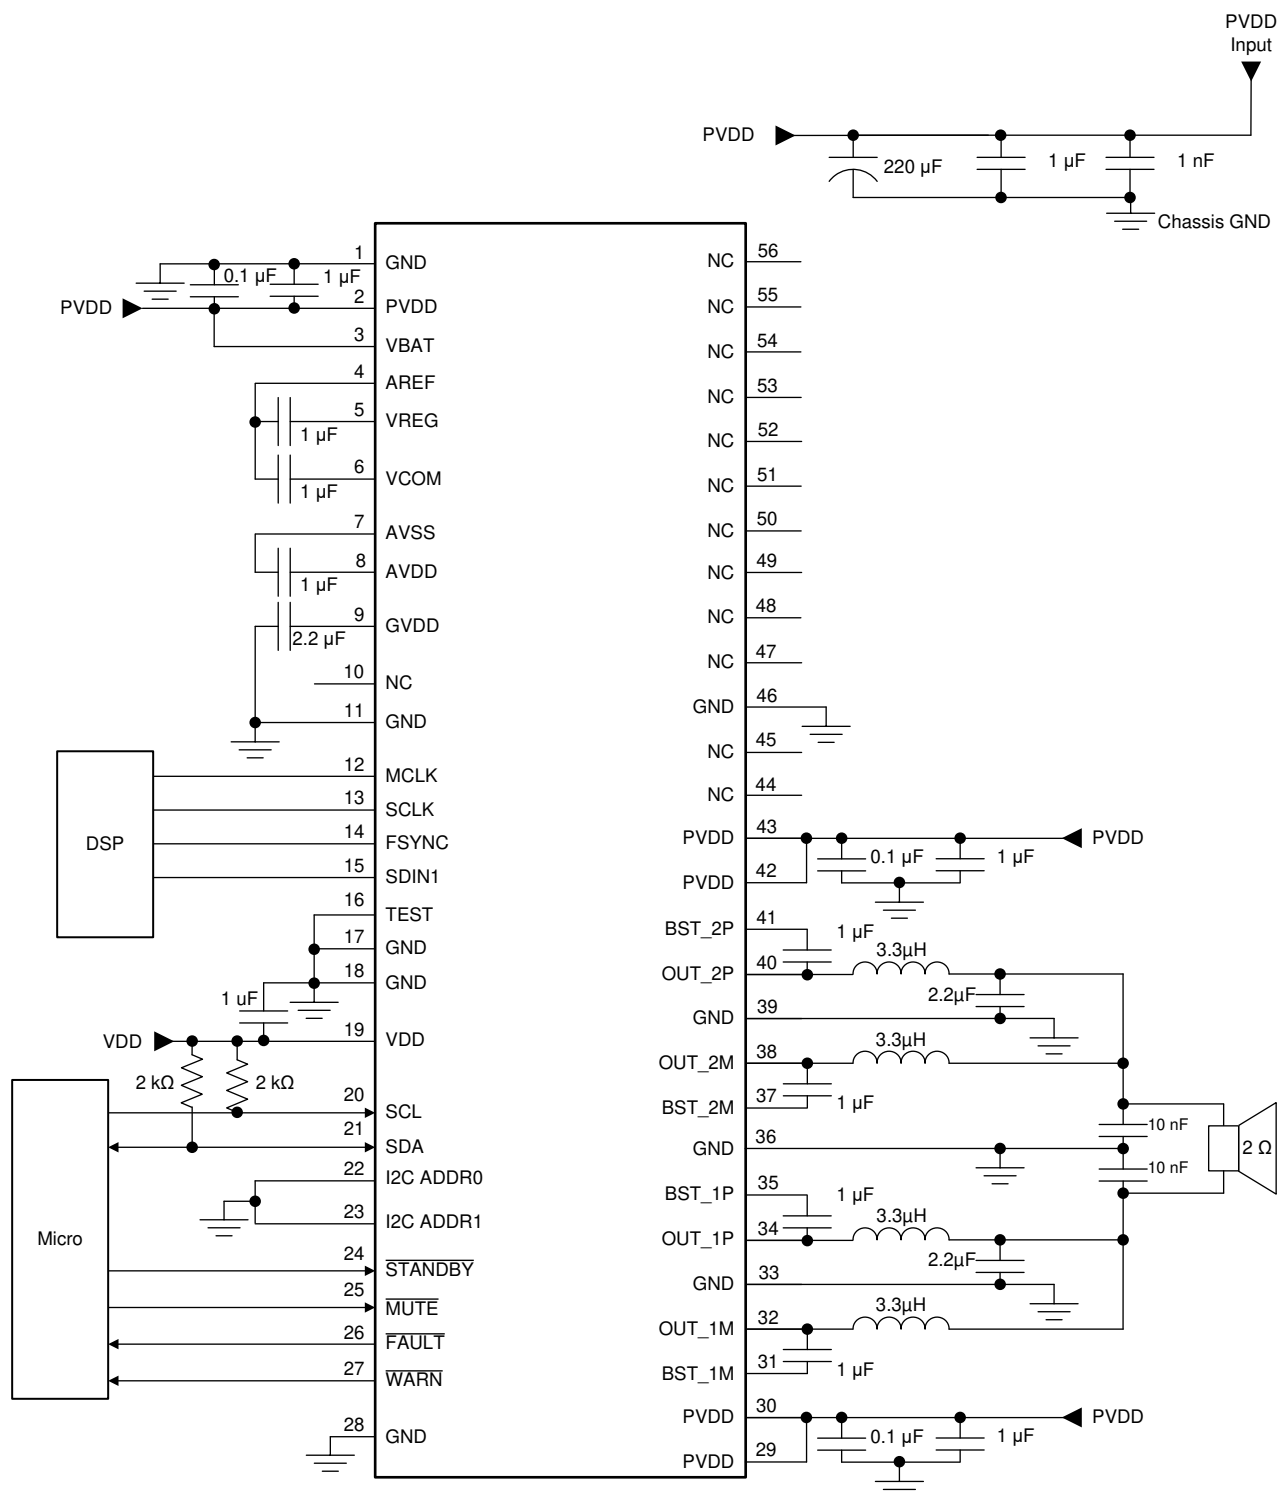 PVDD
Input
PVDD
220 µF
1 µF
1 nF
Chassis GND
1
GND
0.1 µF
1 µF
2
PVDD
PVDD
3
VBAT
4
AREF
5
VREG
1 µF
6
VCOM
1 µF
7
AVSS
8
AVDD
1 µF
9
GVDD
2.2 µF
10
NC
11
GND
12
MCLK
13
SCLK
14
FSYNC
15
SDIN1
DSP
16
TEST
17
GND
18
GND
1 uF
VDD
19
VDD
2 kΩ
2 kΩ
20
SCL
21
SDA
22
I2C ADDR0
23
I2C ADDR1
Micro
24
STANDBY
25
MUTE
26
FAULT
27
WARN
28
GND
NC
56
NC
55
NC
54
NC
53
NC
52
NC
51
NC
50
NC
49
NC
48
NC
47
GND
46
NC
45
NC
44
PVDD
43
PVDD
0.1 µF
1 µF
PVDD
42
BST_2P
41
1 µF
OUT_2P
40
3.3µH
2.2µF
GND
39
OUT_2M
38
3.3µH
BST_2M
37
1 µF
GND
36
10 nF
10 nF
2 Ω
BST_1P
35
1 µF
OUT_1P
34
3.3µH
2.2µF
GND
33
OUT_1M
32
3.3µH
BST_1M
31
1 µF
PVDD
30
PVDD
0.1 µF
1 µF
PVDD
29